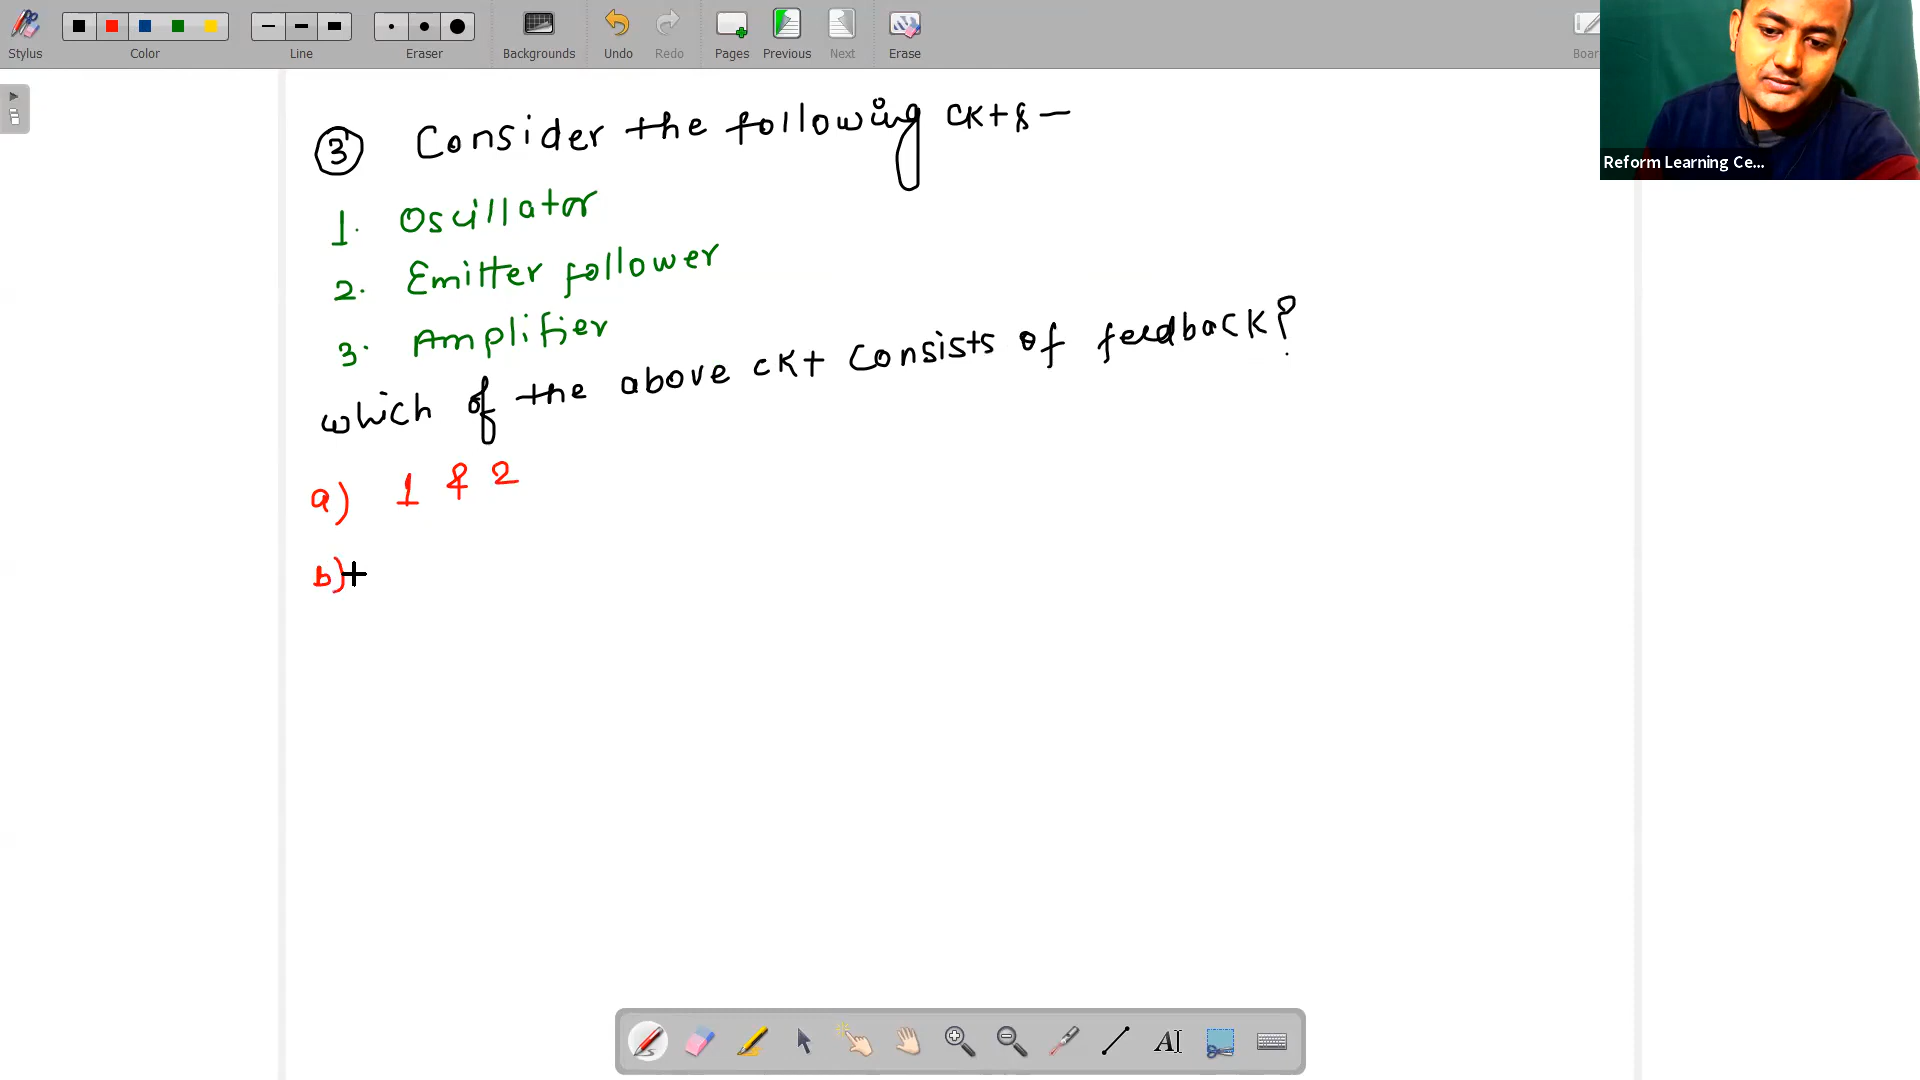 Stylus
Color
Line
Eraser
Backgrounds
Undo
Redo
Pages
Previous
Next
Erase
Boar
Reform Learning Ce...
3 Consider the following ckts –
1. Oscillator
2. Emitter follower
3. Amplifier
which of the above ckt consists of feedback?
a) 1 & 2
b)